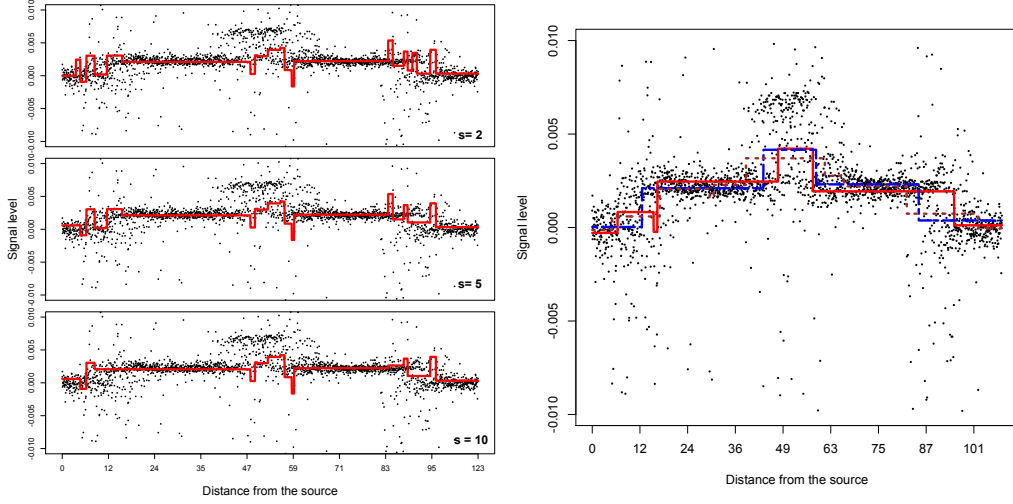 0.010
0.005
0.000
-0.005
-0.010
s= 2
Signal level
0.010
0.005
0.000
-0.005
-0.010
s= 5
0.010
0.005
0.000
-0.005
-0.010
s = 10
0 12 24 35 47 59 71 83 95 123
Distance from the source
Signal level
0.010
0.005
0.000
-0.005
-0.010
0 12 24 36 49 63 75 87 101
Distance from the source